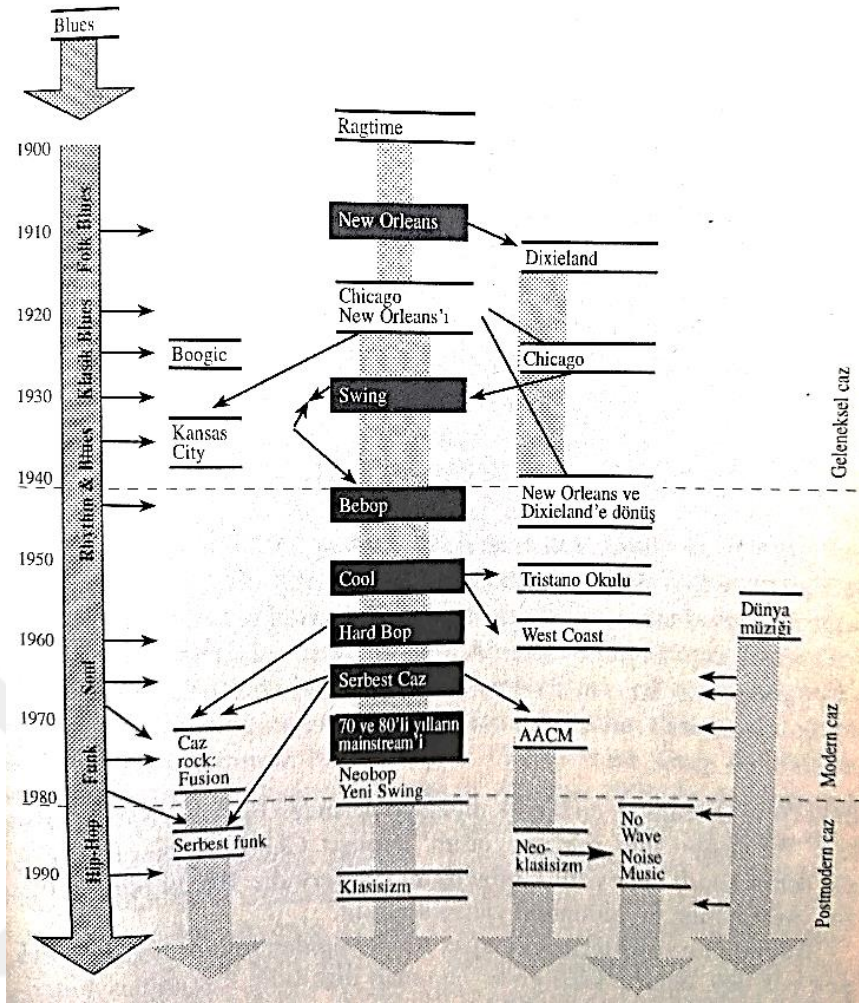 Blues
Ragtime
1900
New Orleans
1910
Folk Blues
Dixieland
Chicago
New Orleans'ı
1920
Klasik Blues
Boogic
Chicago
1930
Swing
Kansas
City
Geleneksel caz
1940
Rhythm & Blues
Bebop
New Orleans ve
Dixieland'e dönüş
1950
Cool
Tristano Okulu
Dünya
müziği
Hard Bop
West Coast
1960
Soul
Serbest Caz
1970
70 ve 80'li yılların
mainstream'i
AACM
Modern caz
Caz
rock:
Fusion
Funk
Neobop
Yeni Swing
1980
No
Wave
Noise
Music
Serbest funk
Neo-
klasisizm
Hip-Hop
1990
Klasisizm
Postmodern caz